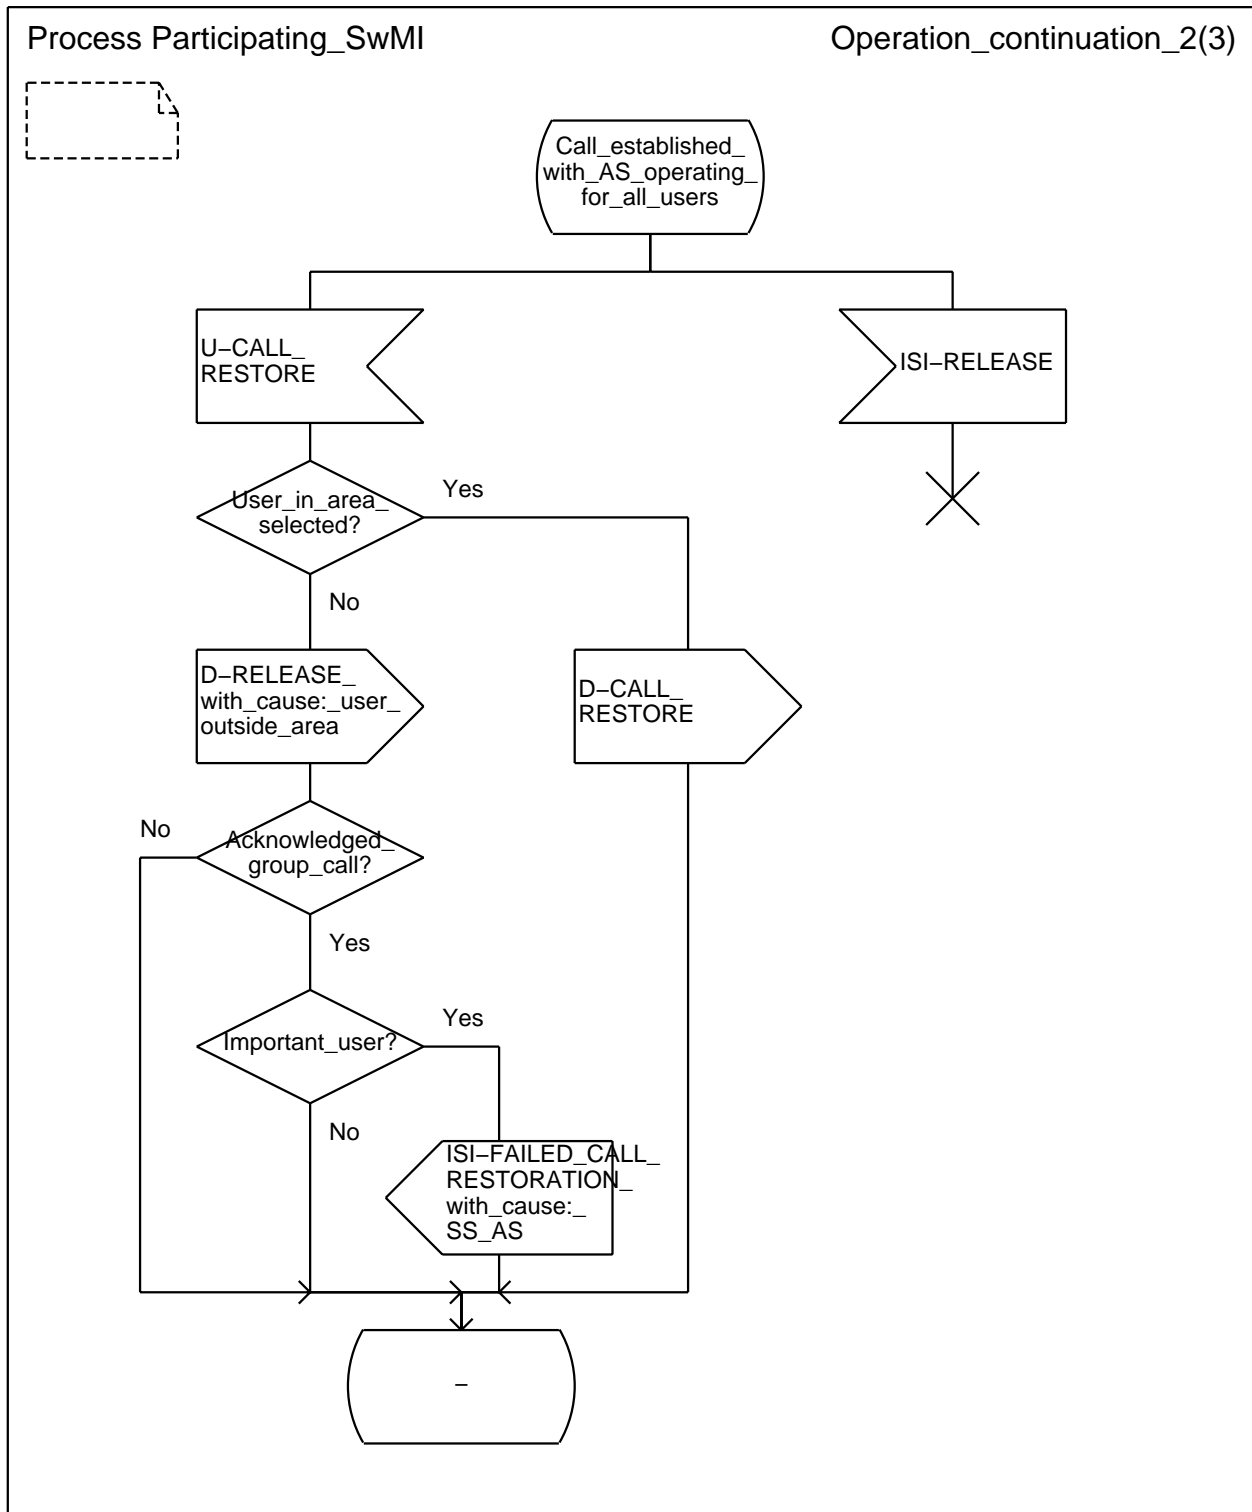 Process Participating_SwMI
Operation_continuation_2(3)
Call_established_
with_AS_operating_
for_all_users
U–CALL_
RESTORE
ISI–RELEASE
User_in_area_
selected?
Yes
No
D–RELEASE_
with_cause:_user_
outside_area
D–CALL_
RESTORE
No
Acknowledged_
group_call?
Yes
Important_user?
Yes
No
ISI–FAILED_CALL_
RESTORATION_
with_cause:_
SS_AS
–